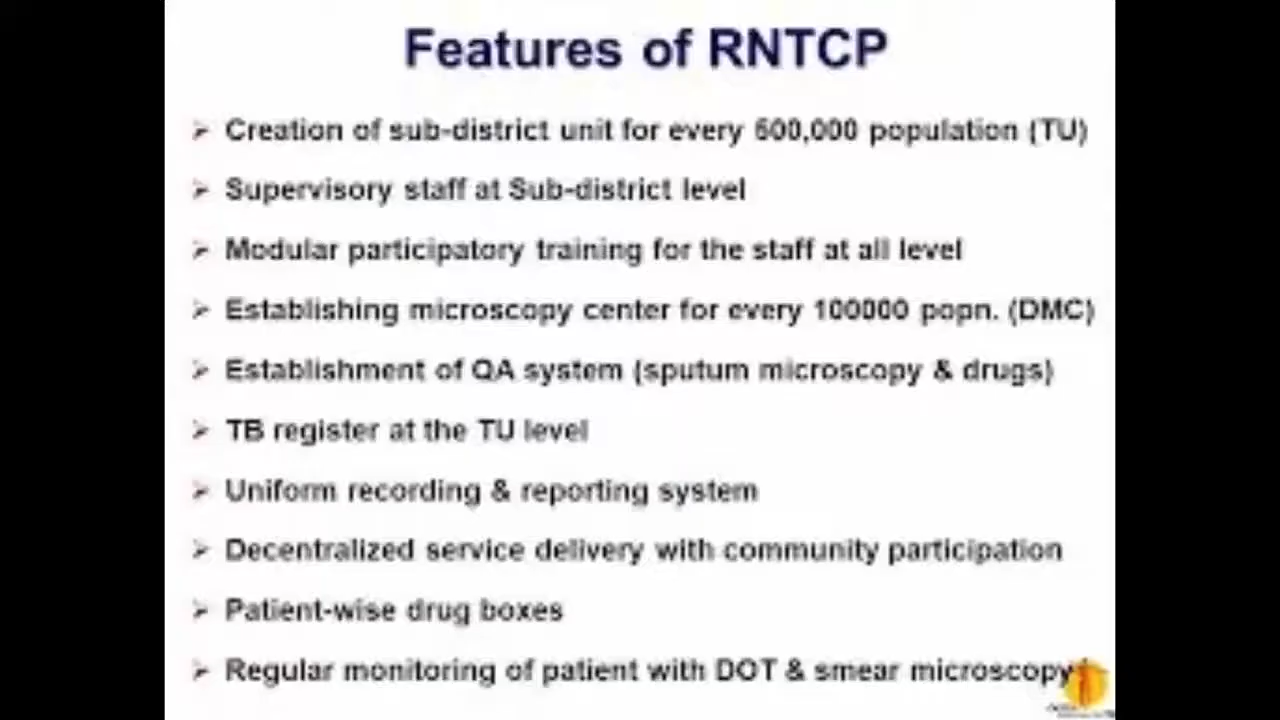 Features of RNTCP
➢ Creation of sub-district unit for every 500,000 population (TU)
➢ Supervisory staff at Sub-district level
➢ Modular participatory training for the staff at all level
➢ Establishing microscopy center for every 100000 popn. (DMC)
➢ Establishment of QA system (sputum microscopy & drugs)
➢ TB register at the TU level
➢ Uniform recording & reporting system
➢ Decentralized service delivery with community participation
➢ Patient-wise drug boxes
➢ Regular monitoring of patient with DOT & smear microscopy